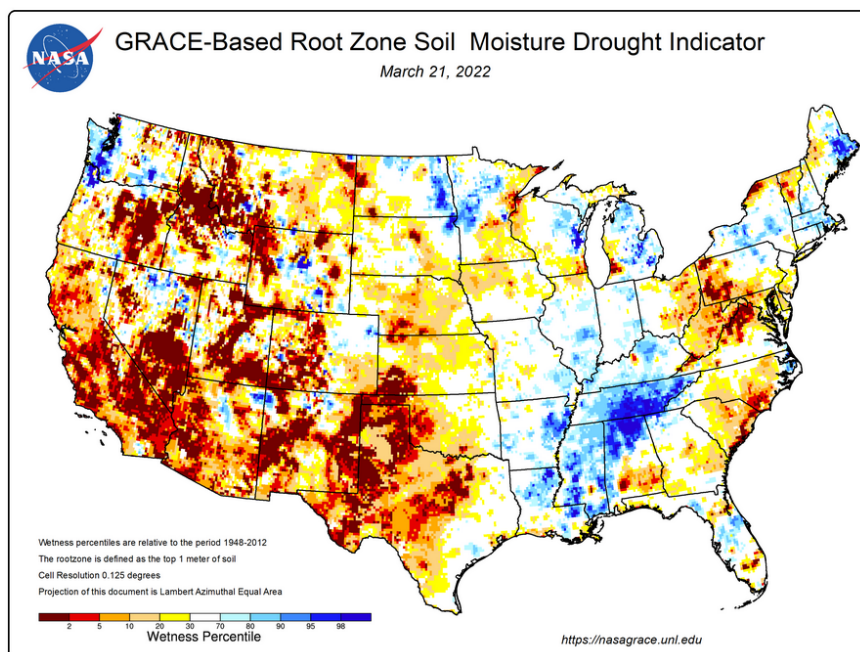 NASA
GRACE-Based Root Zone Soil Moisture Drought Indicator
March 21, 2022
Wetness percentiles are relative to the period 1948-2012
The rootzone is defined as the top 1 meter of soil
Cell Resolution 0.125 degrees
Projection of this document is Lambert Azimuthal Equal Area
2 5 10 20 30 70 80 90 95 98
Wetness Percentile
https://nasagrace.unl.edu